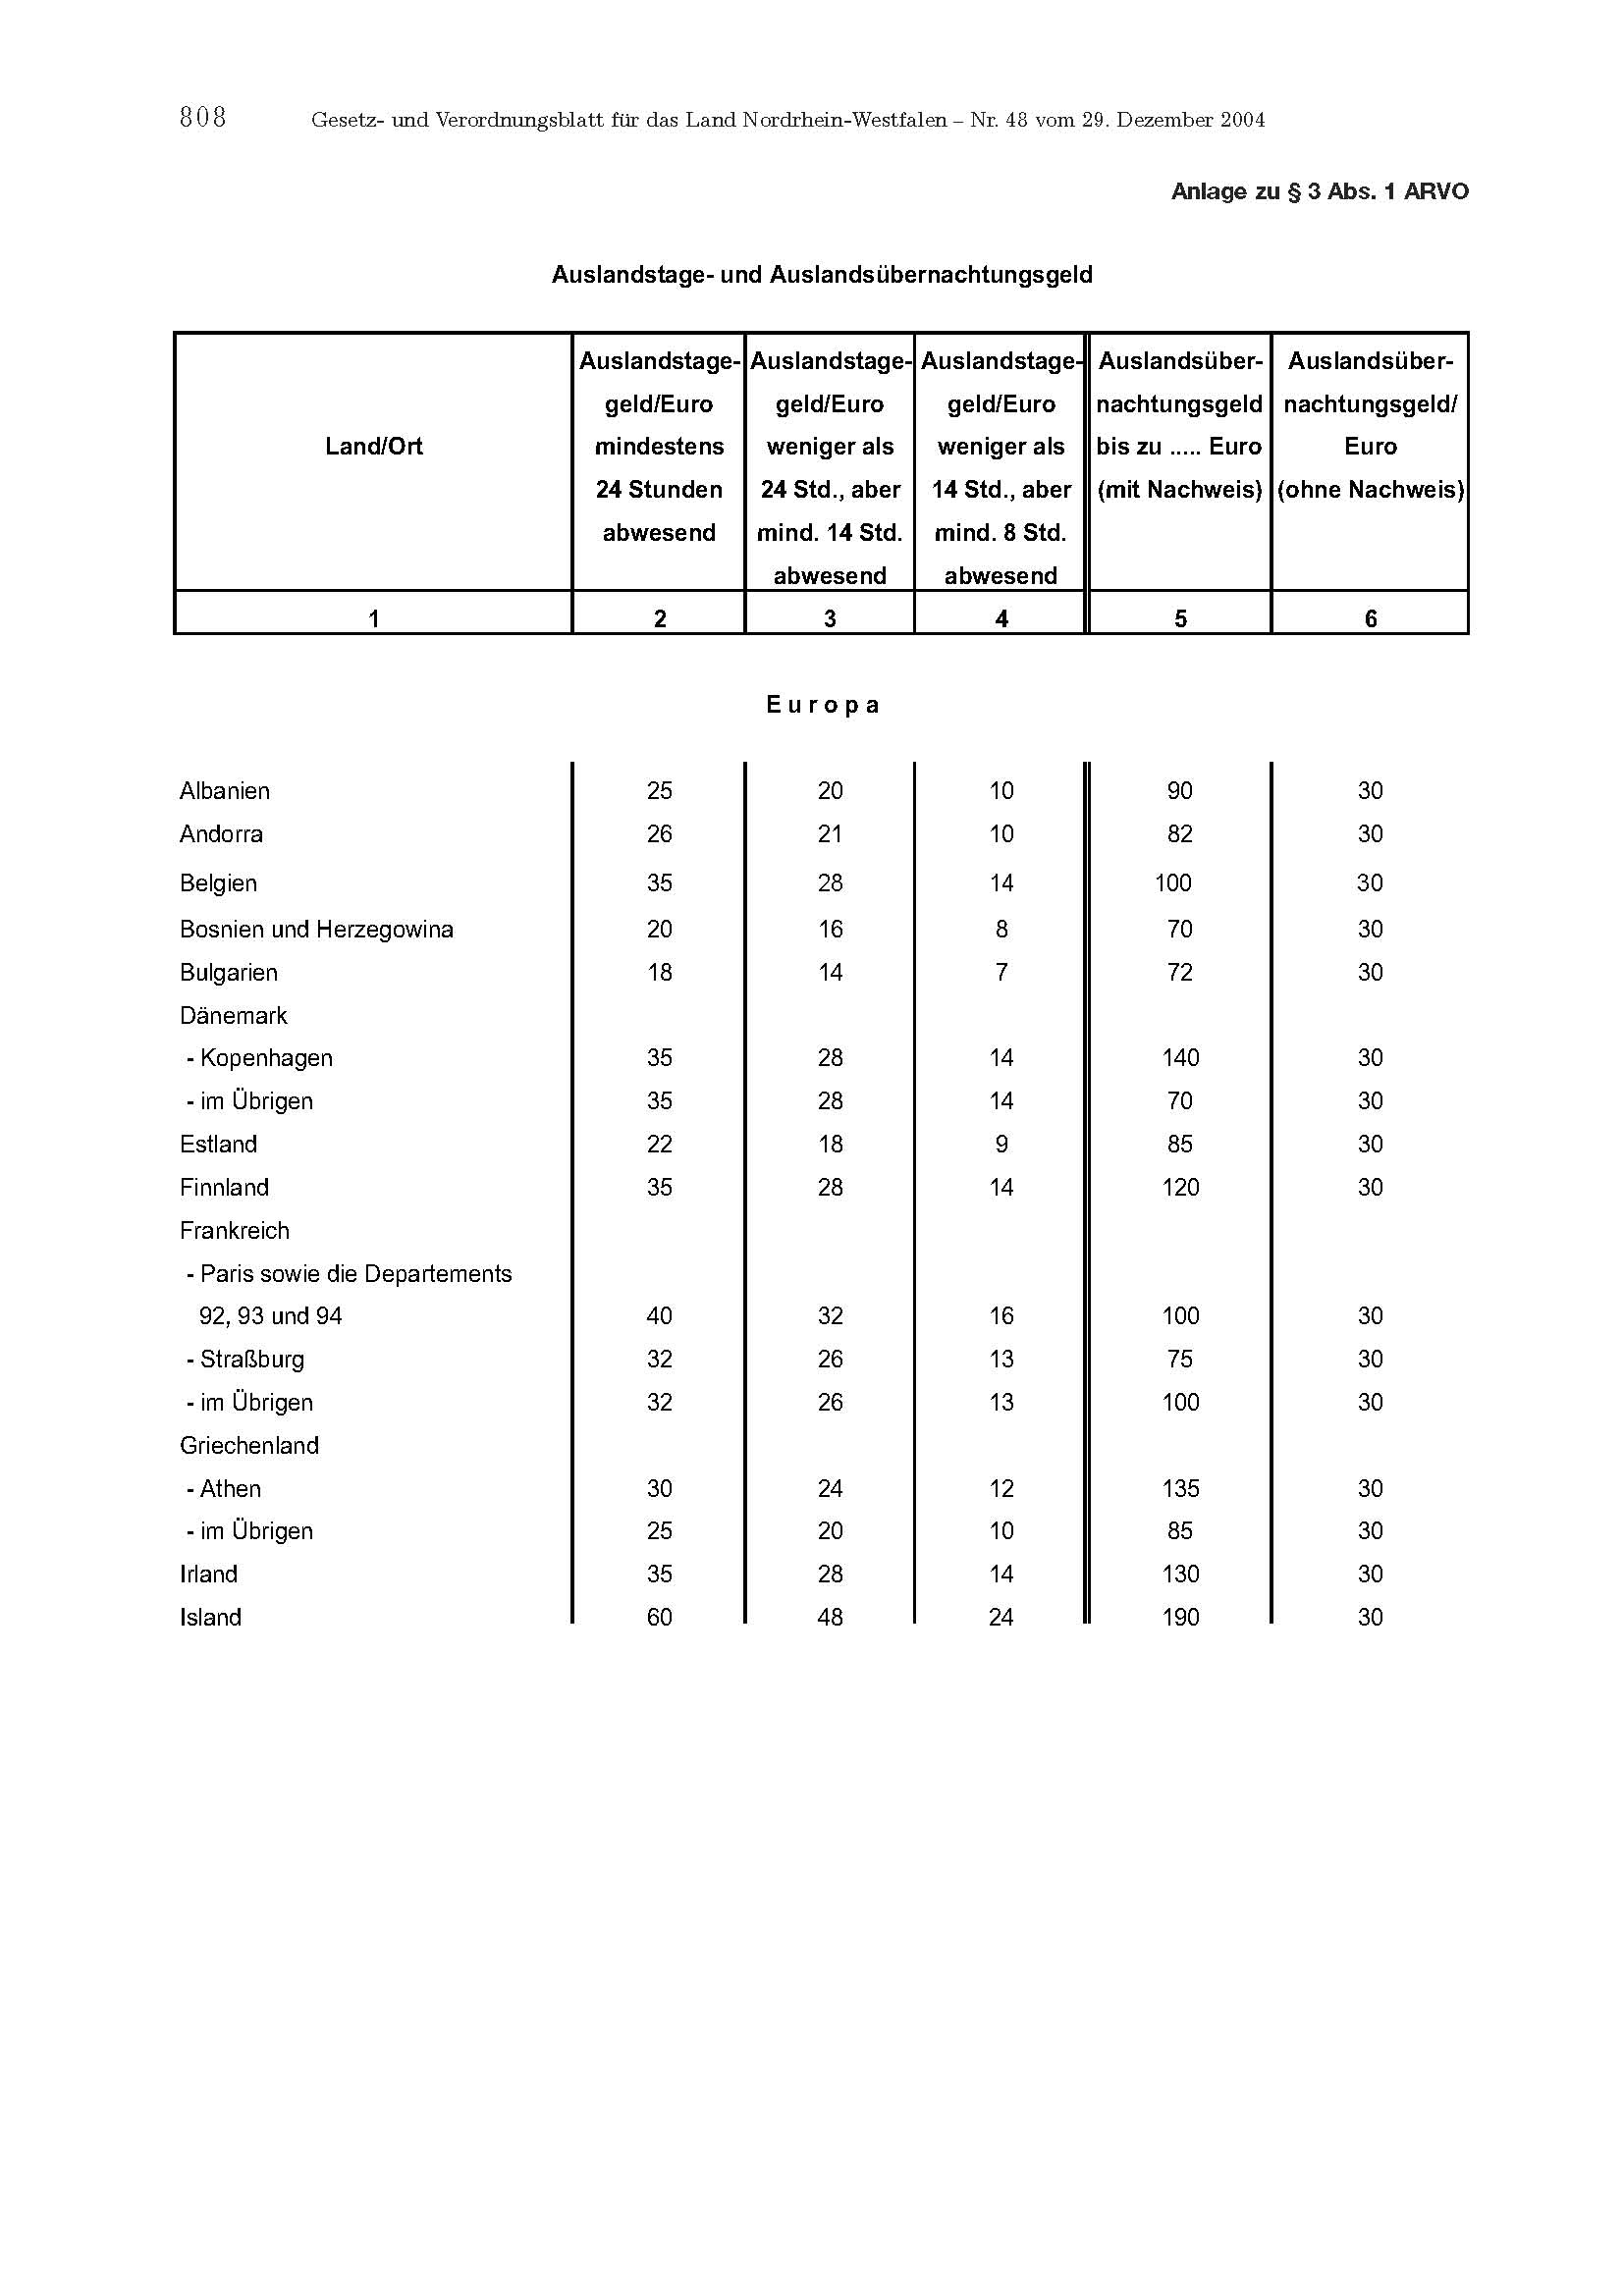 808 Gesetz- und Verordnungsblatt für das Land Nordrhein-Westfalen – Nr. 48 vom 29. Dezember 2004
Anlage zu § 3 Abs. 1 ARVO
Auslandstage- und Auslandsübernachtungsgeld
Auslandstage- Auslandstage- Auslandstage- Auslandsüber- Auslandsüber-
geld/Euro geld/Euro geld/Euro nachtungsgeld nachtungsgeld/
Land/Ort mindestens weniger als weniger als bis zu ..... Euro Euro
24 Stunden 24 Std., aber 14 Std., aber (mit Nachweis) (ohne Nachweis)
abwesend mind. 14 Std. mind. 8 Std.
abwesend abwesend
1 2 3 4 5 6
E u r o p a
Albanien 25 20 10 90 30
Andorra 26 21 10 82 30
Belgien 35 28 14 100 30
Bosnien und Herzegowina 20 16 8 70 30
Bulgarien 18 14 7 72 30
Dänemark
- Kopenhagen 35 28 14 140 30
- im Übrigen 35 28 14 70 30
Estland 22 18 9 85 30
Finnland 35 28 14 120 30
Frankreich
- Paris sowie die Departements
92, 93 und 94 40 32 16 100 30
- Straßburg 32 26 13 75 30
- im Übrigen 32 26 13 100 30
Griechenland
- Athen 30 24 12 135 30
- im Übrigen 25 20 10 85 30
Irland 35 28 14 130 30
Island 60 48 24 190 30